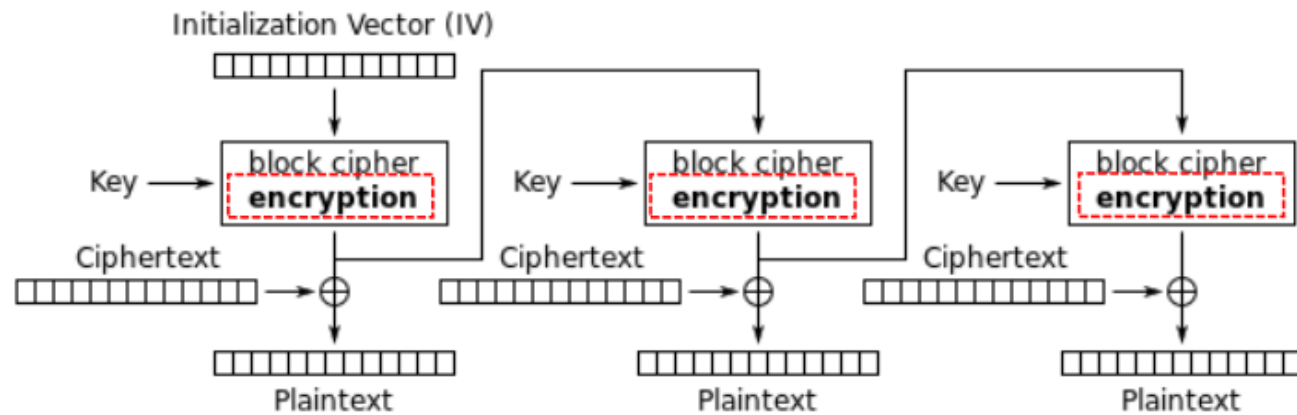 Initialization Vector (IV)
Key
block cipher
encryption
Ciphertext
Plaintext
Key
block cipher
encryption
Ciphertext
Plaintext
Key
block cipher
encryption
Ciphertext
Plaintext